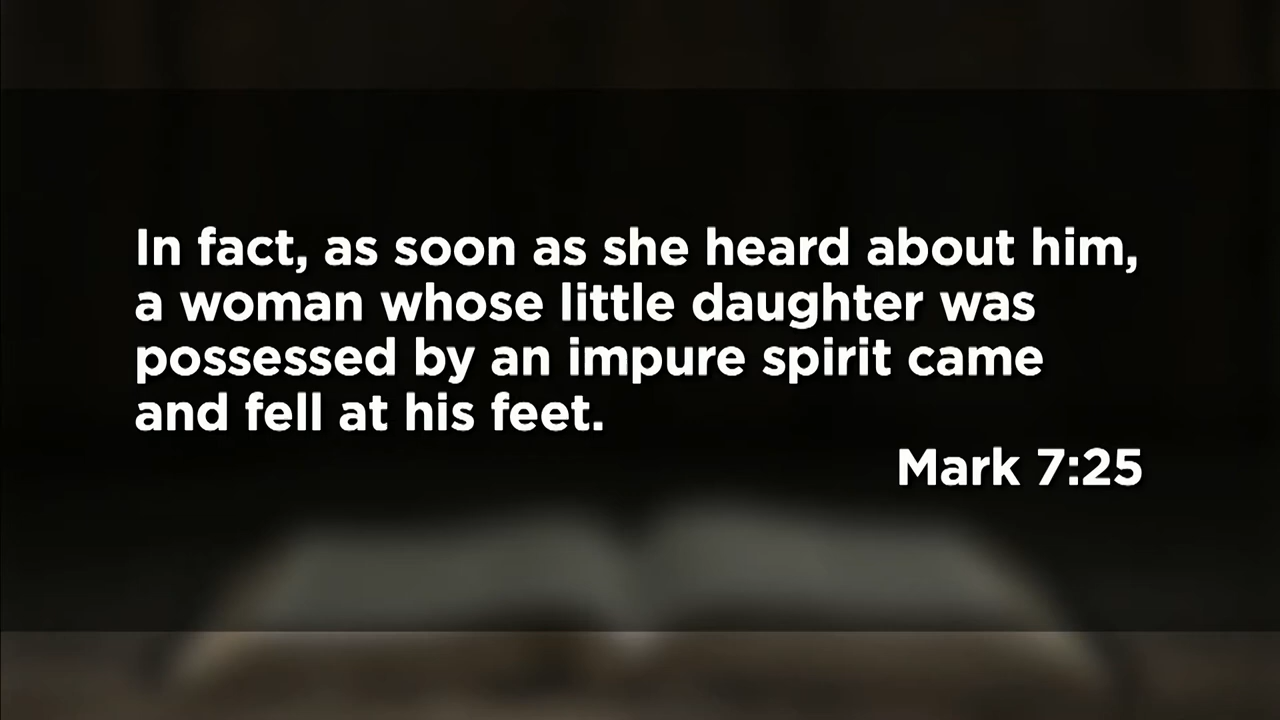 In fact, as soon as she heard about him,
a woman whose little daughter was
possessed by an impure spirit came
and fell at his feet.
Mark 7:25